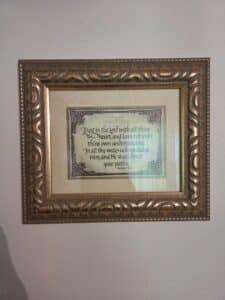 Trust in the Lord with all thine
heart, and lean not unto
thine own understanding.
In all thy ways acknowledge
Him, and He shall direct
your paths.